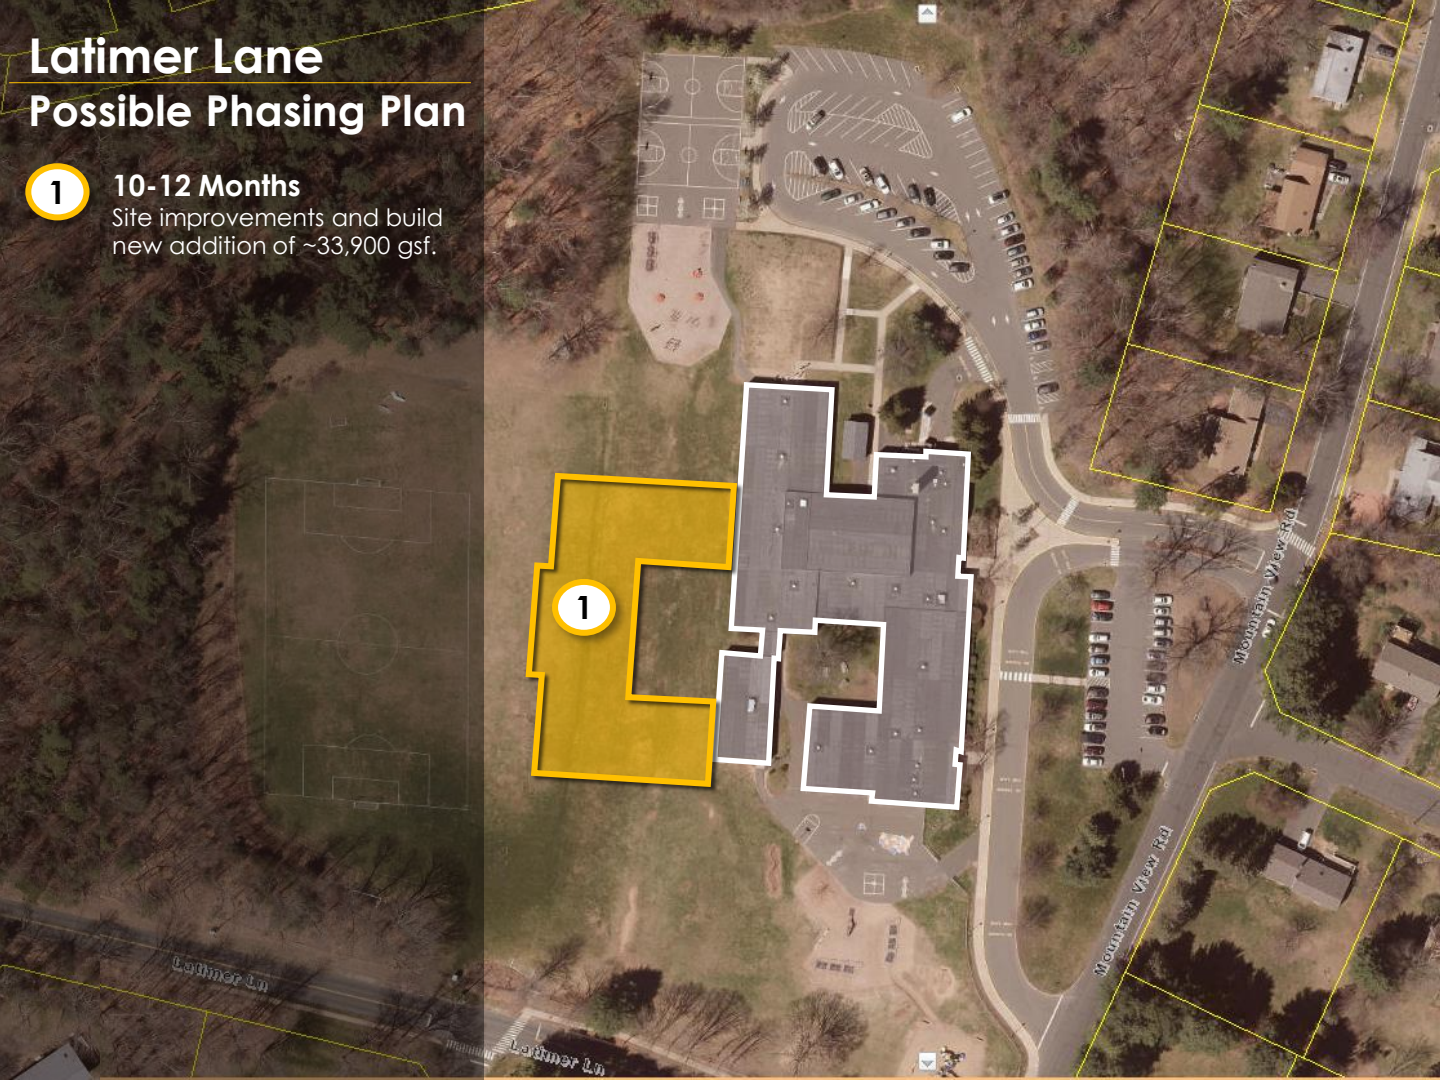 Latimer Lane
Possible Phasing Plan
1
10-12 Months
Site improvements and build
new addition of ~33,900 gsf.
1
Mountain View Rd
Mountain View Rd
Latimer Ln
Latimer Ln